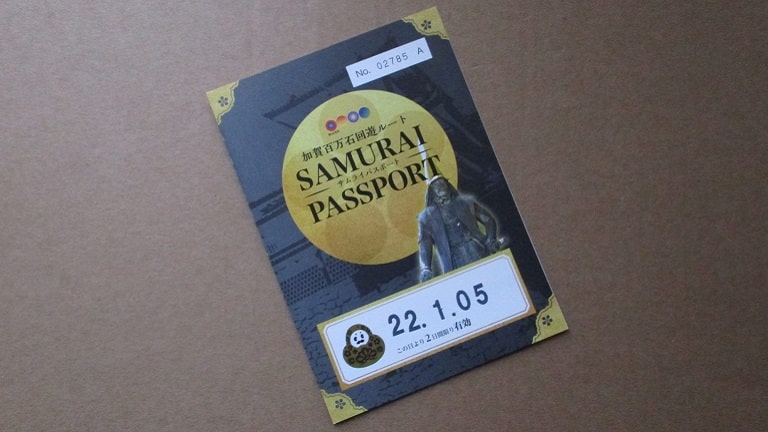 No. 02785 A
加賀百万石回遊ルート
SAMURAI
サムライパスポート
PASSPORT
22.1.05
この日より2日間限り有効